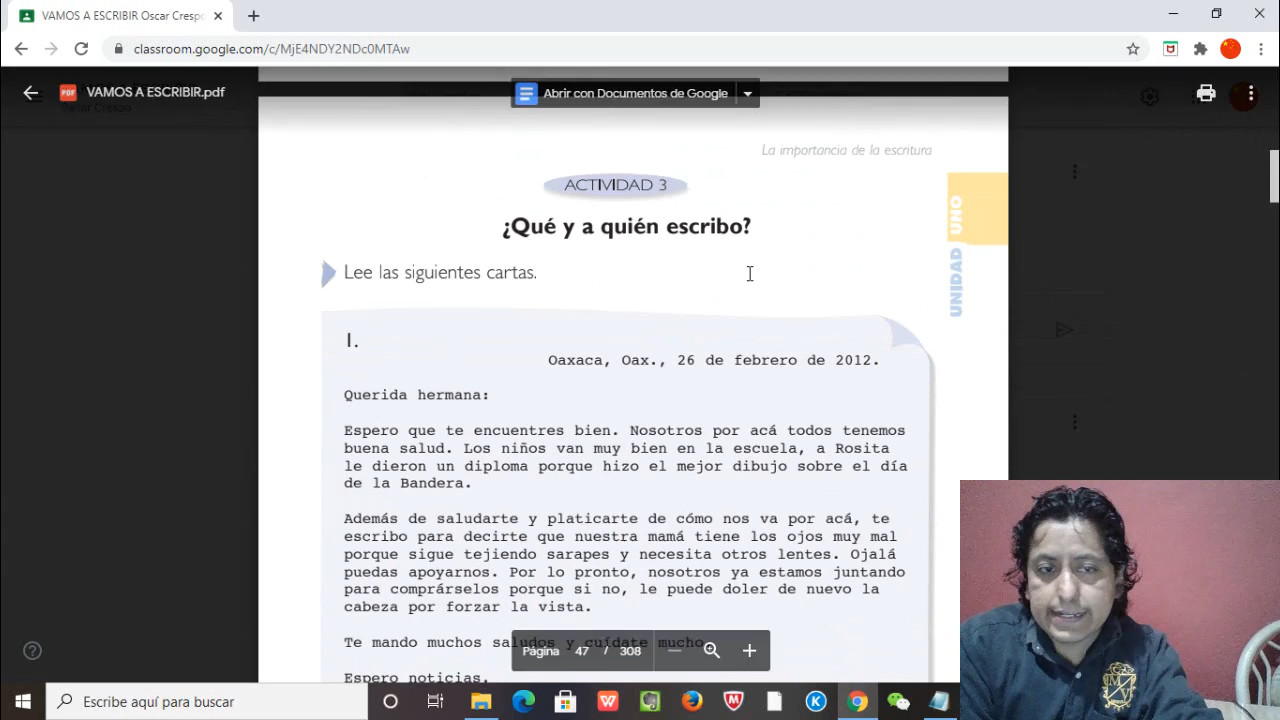 VAMOS A ESCRIBIR Oscar Cresp
classroom.google.com/c/MjE4NDY2NDc0MTAw
PDF VAMOS A ESCRIBIR.pdf
Abrir con Documentos de Google
La importancia de la escritura
ACTIVIDAD 3
¿Qué y a quién escribo?
UNIDAD UNO
Lee las siguientes cartas.
1.
Oaxaca, Oax., 26 de febrero de 2012.
Querida hermana:
Espero que te encuentres bien. Nosotros por acá todos tenemos
buena salud. Los niños van muy bien en la escuela, a Rosita
le dieron un diploma porque hizo el mejor dibujo sobre el día
de la Bandera.
Además de saludarte y platicarte de cómo nos va por acá, te
escribo para decirte que nuestra mamá tiene los ojos muy mal
porque sigue tejiendo sarapes y necesita otros lentes. Ojalá
puedas apoyarnos. Por lo pronto, nosotros ya estamos juntando
para comprárselos porque si no, le puede doler de nuevo la
cabeza por forzar la vista.
Te mando muchos saludos y cuídate mucho.
Espero noticias.
Página 47 / 308
Escribe aquí para buscar